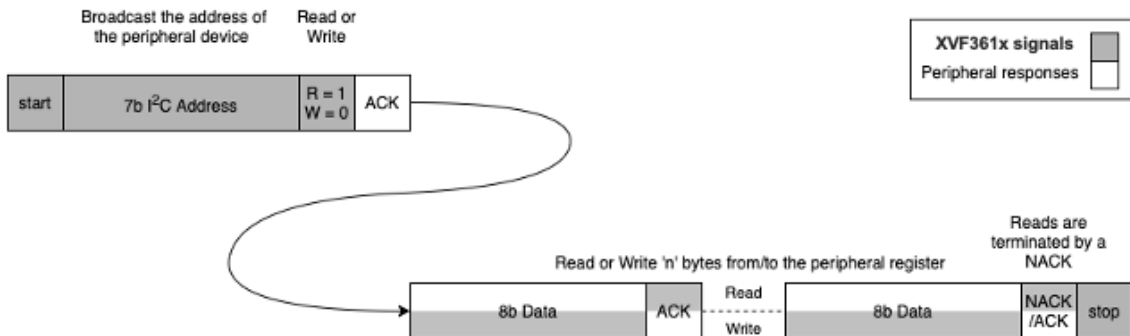 Broadcast the address of
the peripheral device
Read or
Write
XVF361x signals
Peripheral responses
start
7b I²C Address
R = 1
W = 0
ACK
Reads are
terminated by a
NACK
Read or Write 'n' bytes from/to the peripheral register
8b Data
ACK
Read
Write
8b Data
NACK
/ACK
stop